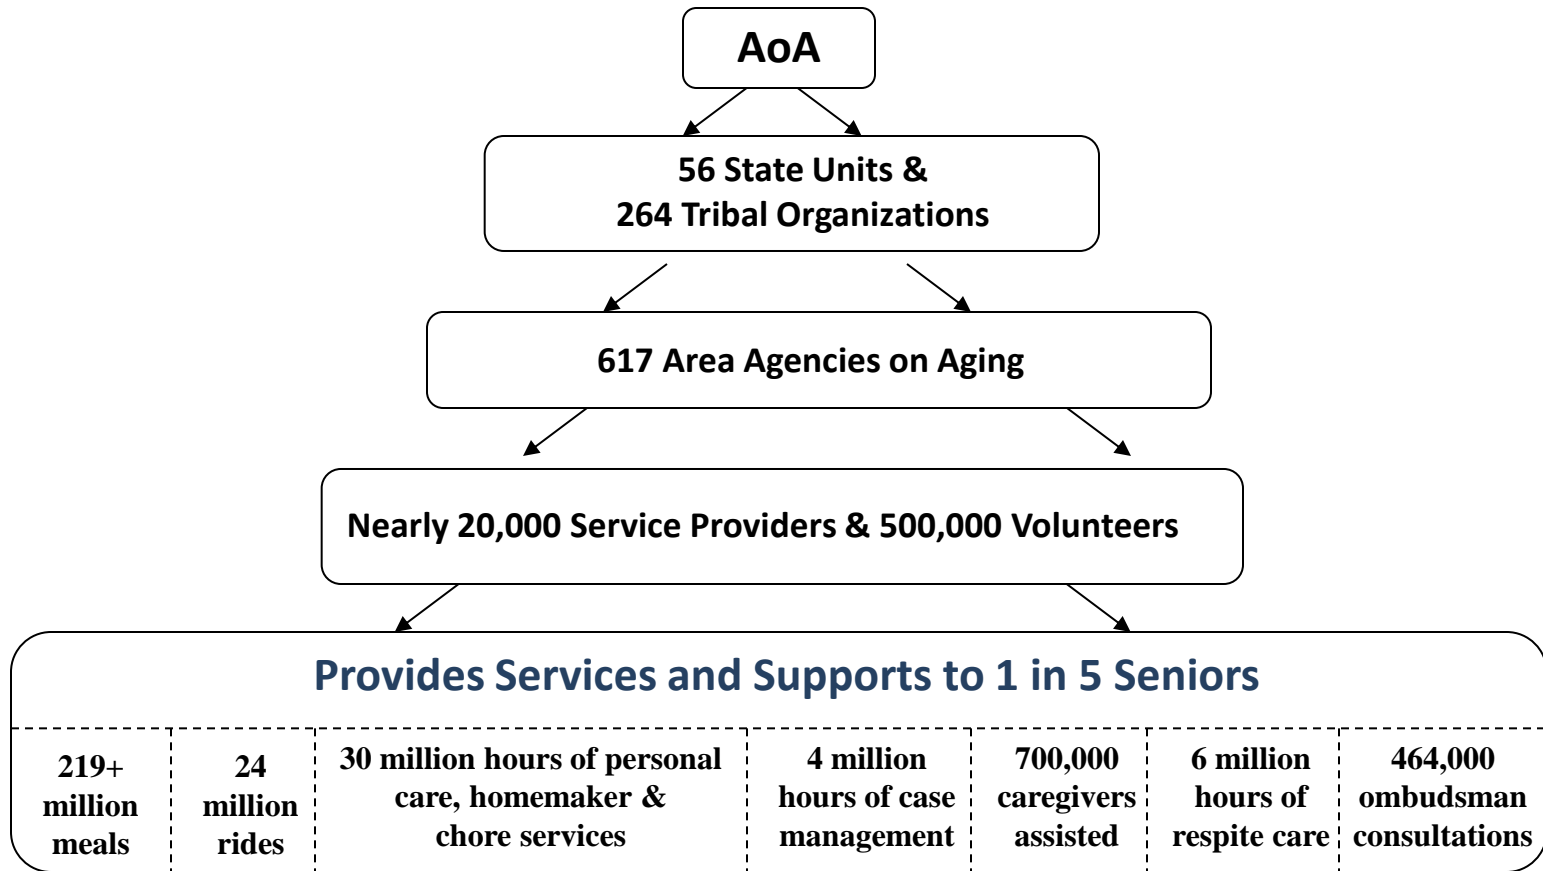 AoA
56 State Units &
264 Tribal Organizations
617 Area Agencies on Aging
Nearly 20,000 Service Providers & 500,000 Volunteers
Provides Services and Supports to 1 in 5 Seniors
219+
million
meals
24
million
rides
30 million hours of personal
care, homemaker &
chore services
4 million
hours of case
management
700,000
caregivers
assisted
6 million
hours of
respite care
464,000
ombudsman
consultations